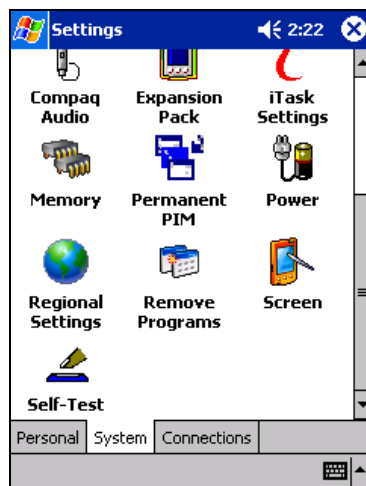 Settings 2:22
Compaq Expansion iTask
Audio Pack Settings
Memory Permanent Power
PIM
Regional Remove Screen
Settings Programs
Self-Test
Personal System Connections